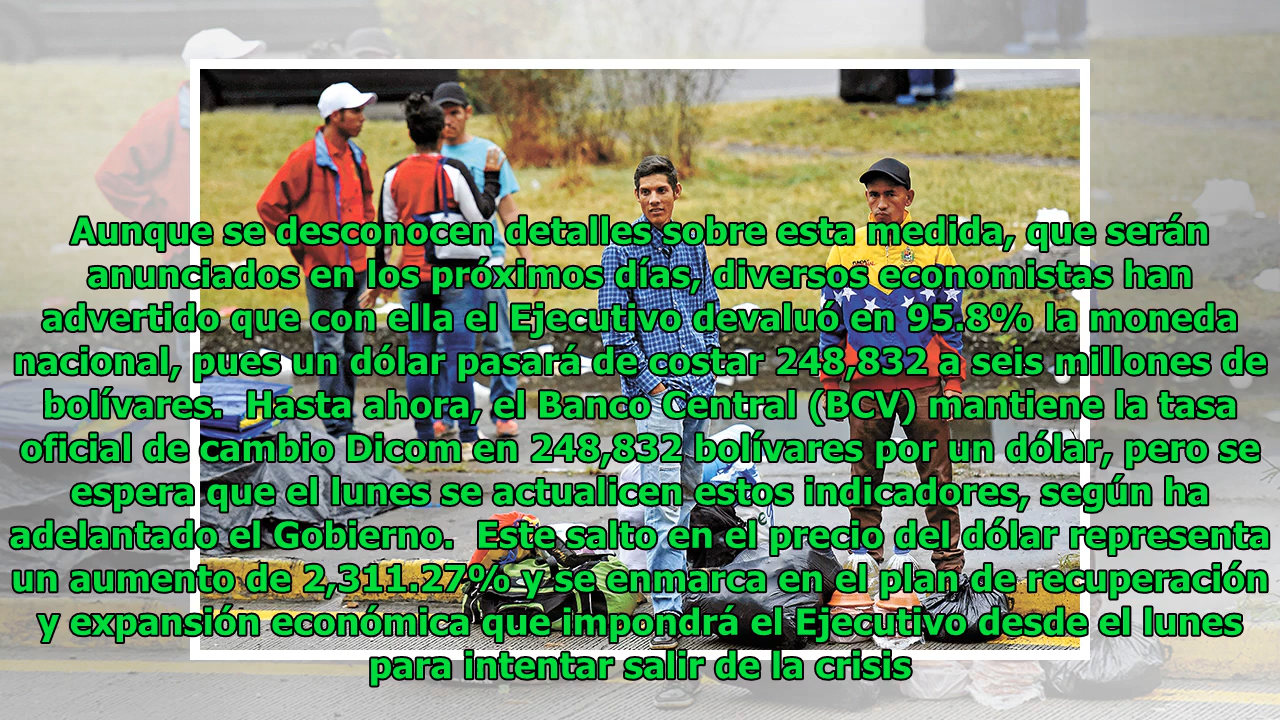 Aunque se desconocen detalles sobre esta medida, que serán
anunciados en los próximos días, diversos economistas han
advertido que con ella el Ejecutivo devaluó en 95.8% la moneda
nacional, pues un dólar pasará de costar 248,832 a seis millones de
bolívares.  Hasta ahora, el Banco Central (BCV) mantiene la tasa
oficial de cambio Dicom en 248,832 bolívares por un dólar, pero se
espera que el lunes se actualicen estos indicadores, según ha
adelantado el Gobierno.  Este salto en el precio del dólar representa
un aumento de 2,311.27% y se enmarca en el plan de recuperación
y expansión económica que impondrá el Ejecutivo desde el lunes
para intentar salir de la crisis